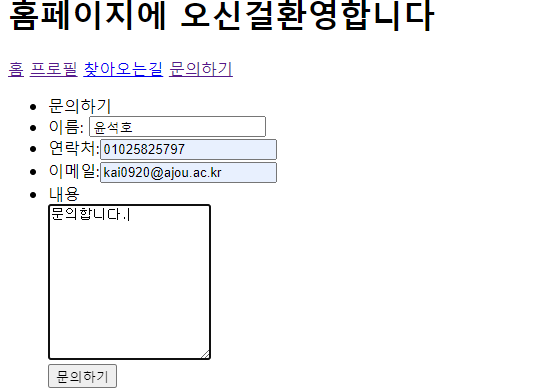 홈페이지에 오신걸환영합니다
홈 프로필 찾아오는길 문의하기
문의하기
이름: 윤석호
연락처:01025825797
이메일:kai0920@ajou.ac.kr
내용
문의합니다.
문의하기